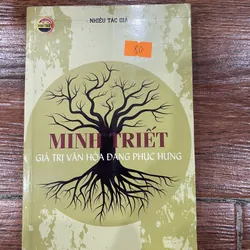 NHIỀU TÁC GIẢ
50
MINH TRIẾT
GIÁ TRỊ VĂN HÓA ĐANG PHỤC HƯNG